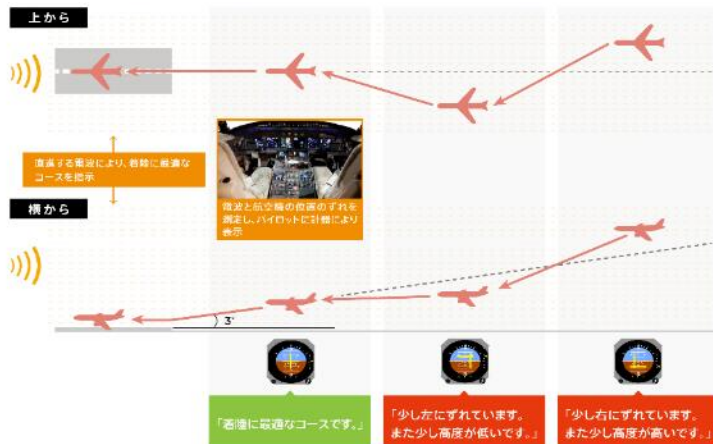 上から
直進する電波により、着陸に最適な
コースを指示
電波と航空機の位置のずれを
測定し、パイロットに計器により
表示
横から
3°
「着陸に最適なコースです。」
「少し左にずれています。
また少し高度が低いです。」
「少し右にずれています。
また少し高度が高いです。」